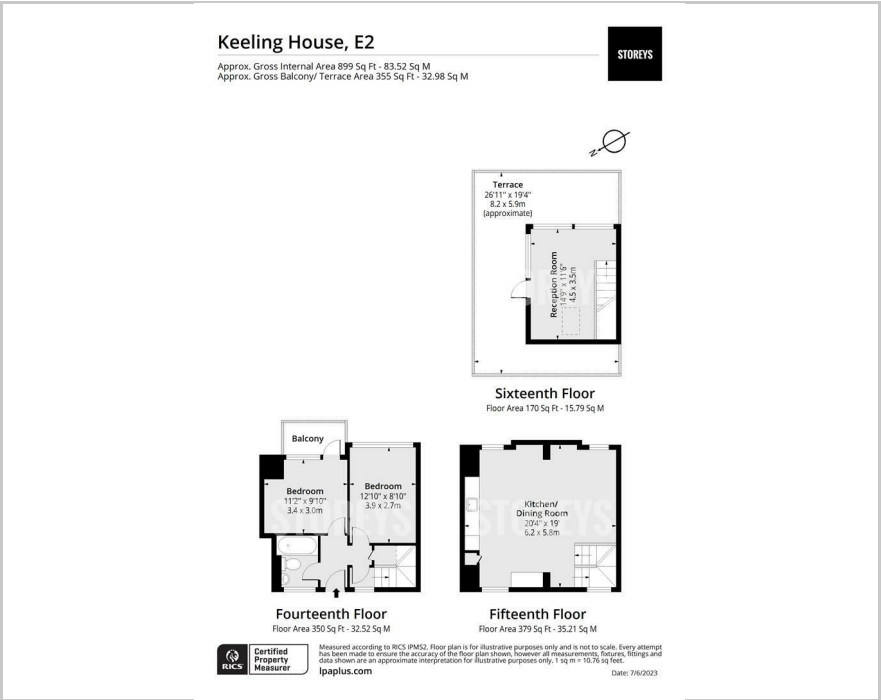 Keeling House, E2
STOREYS
Approx. Gross Internal Area 899 Sq Ft - 83.52 Sq M
Approx. Gross Balcony/ Terrace Area 355 Sq Ft - 32.98 Sq M
N
Terrace
26'11" x 19'4"
8.2 x 5.9m
(approximate)
Reception Room
14'9" x 11'6"
4.5 x 3.5m
Sixteenth Floor
Floor Area 170 Sq Ft - 15.79 Sq M
Balcony
Bedroom
11'2" x 9'10"
3.4 x 3.0m
Bedroom
12'10" x 8'10"
3.9 x 2.7m
STOREYS
Fourteenth Floor
Floor Area 350 Sq Ft - 32.52 Sq M
Kitchen/
Dining Room
20'4" x 19'
6.2 x 5.8m
STOREYS
Fifteenth Floor
Floor Area 379 Sq Ft - 35.21 Sq M
RICS
Certified
Property
Measurer
Measured according to RICS IPMS2. Floor plan is for illustrative purposes only and is not to scale. Every attempt
has been made to ensure the accuracy of the floor plan shown, however all measurements, fixtures, fittings and
data shown are an approximate interpretation for illustrative purposes only. 1 sq m = 10.76 sq feet.
lpaplus.com
Date: 7/6/2023